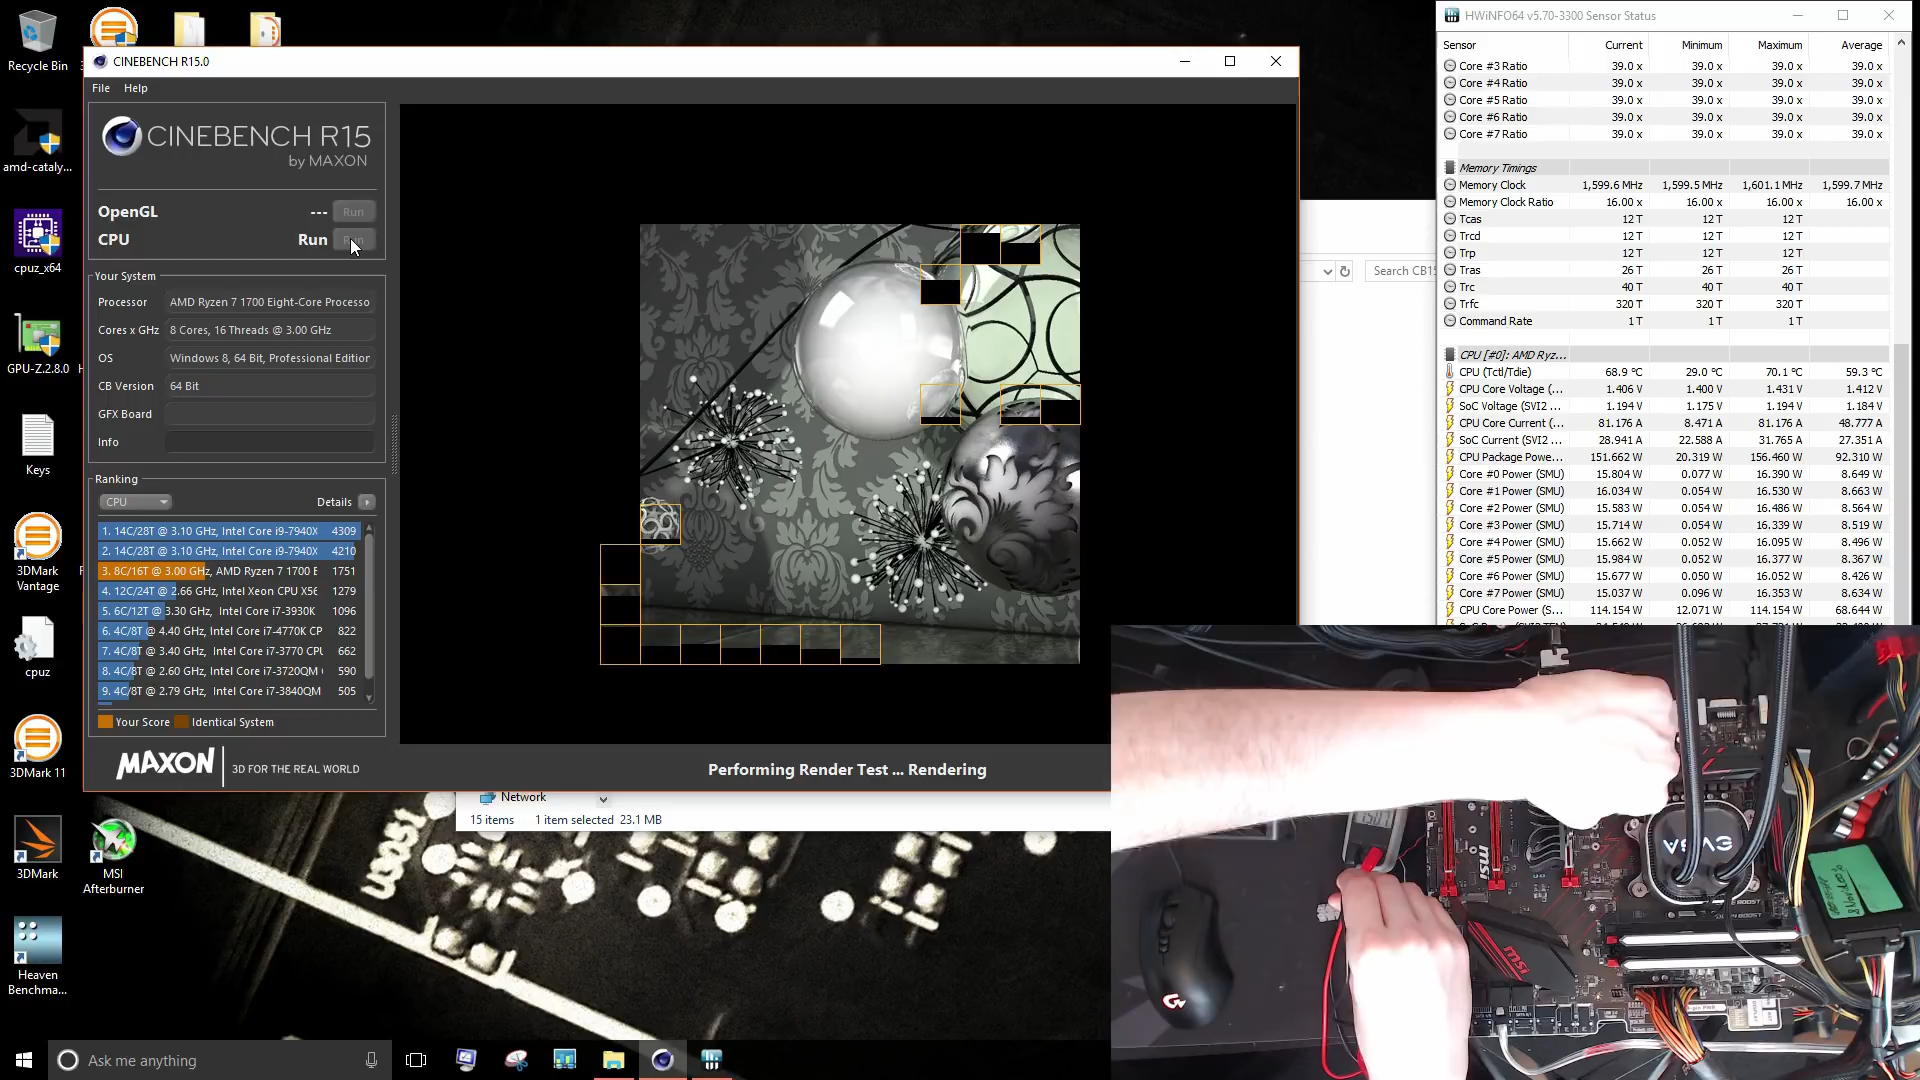 Recycle Bin
amd-cataly...
cpuz_x64
GPU-Z.2.8.0
Keys
3DMark Vantage
cpuz
3DMark 11
3DMark
MSI Afterburner
Heaven Benchma...
CINEBENCH R15.0
File Help
CINEBENCH R15
by MAXON
OpenGL --- Run
CPU Run Run
Your System
Processor AMD Ryzen 7 1700 Eight-Core Processo
Cores x GHz 8 Cores, 16 Threads @ 3.00 GHz
OS Windows 8, 64 Bit, Professional Edition
CB Version 64 Bit
GFX Board
Info
Ranking
CPU Details
1. 14C/28T @ 3.10 GHz, Intel Core i9-7940X 4309
2. 14C/28T @ 3.10 GHz, Intel Core i9-7940X 4210
3. 8C/16T @ 3.00 GHz, AMD Ryzen 7 1700 E 1751
4. 12C/24T @ 2.66 GHz, Intel Xeon CPU X56 1279
5. 6C/12T @ 3.30 GHz, Intel Core i7-3930K 1096
6. 4C/8T @ 4.40 GHz, Intel Core i7-4770K CP 822
7. 4C/8T @ 3.40 GHz, Intel Core i7-3770 CPU 662
8. 4C/8T @ 2.60 GHz, Intel Core i7-3720QM 590
9. 4C/8T @ 2.79 GHz, Intel Core i7-3840QM 505
Your Score Identical System
MAXON 3D FOR THE REAL WORLD
Performing Render Test ... Rendering
Search CB15
Network
15 items 1 item selected 23.1 MB
HWiNFO64 v5.70-3300 Sensor Status
Sensor Current Minimum Maximum Average
Core #3 Ratio 39.0 x 39.0 x 39.0 x 39.0 x
Core #4 Ratio 39.0 x 39.0 x 39.0 x 39.0 x
Core #5 Ratio 39.0 x 39.0 x 39.0 x 39.0 x
Core #6 Ratio 39.0 x 39.0 x 39.0 x 39.0 x
Core #7 Ratio 39.0 x 39.0 x 39.0 x 39.0 x
Memory Timings
Memory Clock 1,599.6 MHz 1,599.5 MHz 1,601.1 MHz 1,599.7 MHz
Memory Clock Ratio 16.00 x 16.00 x 16.00 x 16.00 x
Tcas 12 T 12 T 12 T
Trcd 12 T 12 T 12 T
Trp 12 T 12 T 12 T
Tras 26 T 26 T 26 T
Trc 40 T 40 T 40 T
Trfc 320 T 320 T 320 T
Command Rate 1 T 1 T 1 T
CPU [#0]: AMD Ryz...
CPU (Tctl/Tdie) 68.9 °C 29.0 °C 70.1 °C 59.3 °C
CPU Core Voltage (... 1.406 V 1.400 V 1.431 V 1.412 V
SoC Voltage (SVI2 ... 1.194 V 1.175 V 1.194 V 1.184 V
CPU Core Current (... 81.176 A 8.471 A 81.176 A 48.777 A
SoC Current (SVI2 ... 28.941 A 22.588 A 31.765 A 27.351 A
CPU Package Powe... 151.662 W 20.319 W 156.460 W 92.310 W
Core #0 Power (SMU) 15.804 W 0.077 W 16.390 W 8.649 W
Core #1 Power (SMU) 16.034 W 0.054 W 16.530 W 8.663 W
Core #2 Power (SMU) 15.583 W 0.054 W 16.486 W 8.564 W
Core #3 Power (SMU) 15.714 W 0.052 W 16.339 W 8.519 W
Core #4 Power (SMU) 15.662 W 0.052 W 16.095 W 8.496 W
Core #5 Power (SMU) 15.984 W 0.052 W 16.377 W 8.367 W
Core #6 Power (SMU) 15.677 W 0.050 W 16.052 W 8.426 W
Core #7 Power (SMU) 15.037 W 0.096 W 16.353 W 8.634 W
CPU Core Power (S... 114.154 W 12.071 W 114.154 W 68.644 W
EVGA
msi
msi
Ask me anything